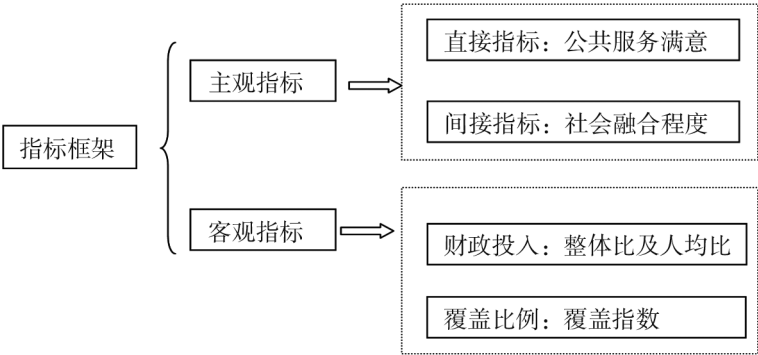 指标框架
主观指标
直接指标：公共服务满意
间接指标：社会融合程度
客观指标
财政投入：整体比及人均比
覆盖比例：覆盖指数